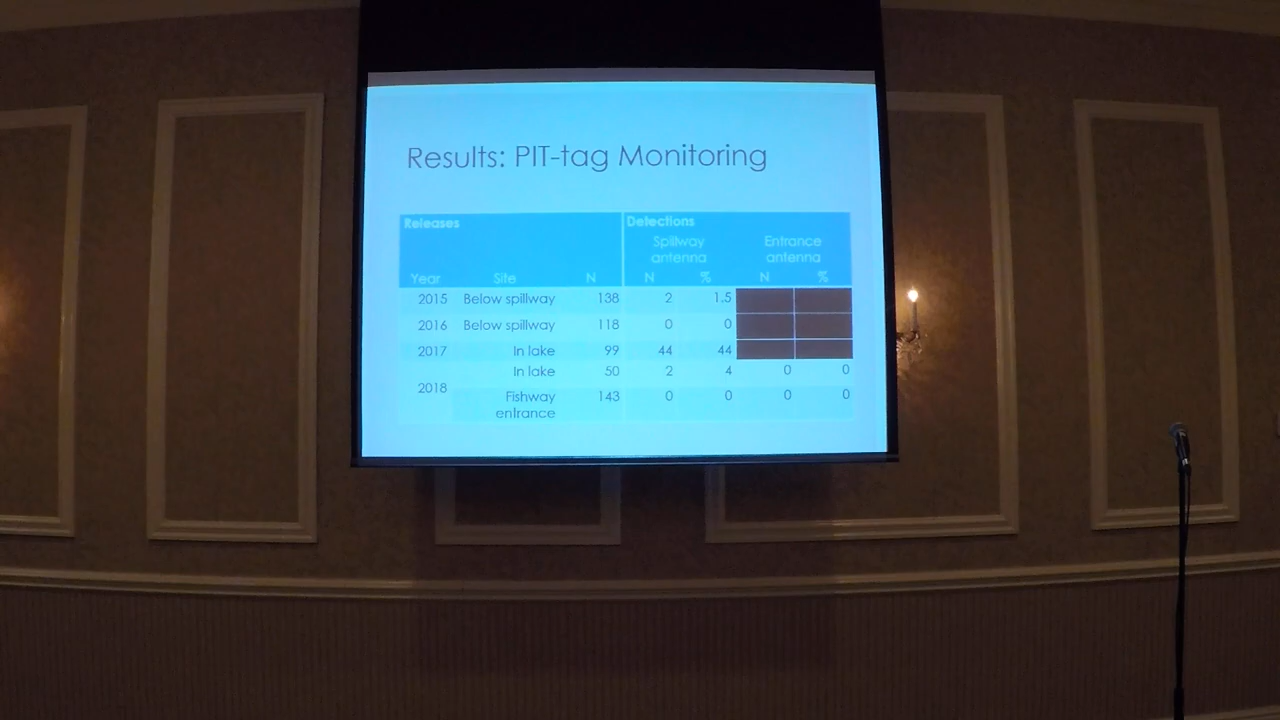 Results: PIT-tag Monitoring
Releases Detections
Spillway antenna Entrance antenna
Year Site N N % N %
2015 Below spillway 138 2 1.5
2016 Below spillway 118 0 0
2017 In lake 99 44 44
2018 In lake 50 2 4 0 0
Fishway entrance 143 0 0 0 0